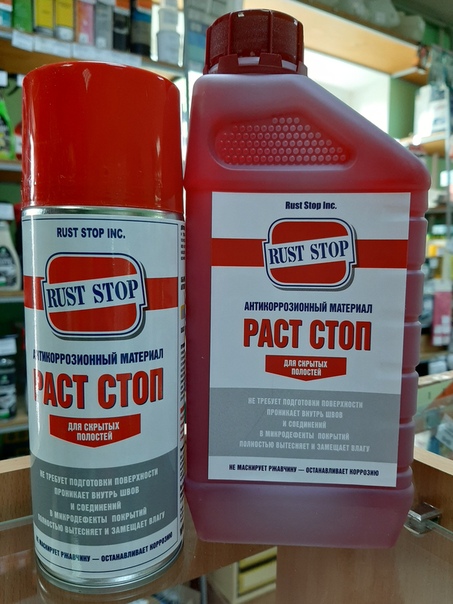 RUST STOP INC.
RUST STOP
АНТИКОРРОЗИОННЫЙ МАТЕРИАЛ
РАСТ СТОП
ДЛЯ СКРЫТЫХ
ПОЛОСТЕЙ
НЕ ТРЕБУЕТ ПОДГОТОВКИ ПОВЕРХНОСТИ
ПРОНИКАЕТ ВНУТРЬ ШВОВ
И СОЕДИНЕНИЙ
В МИКРОДЕФЕКТЫ ПОКРЫТИЙ
ПОЛНОСТЬЮ ВЫТЕСНЯЕТ И ЗАМЕЩАЕТ ВЛАГУ
НЕ МАСКИРУЕТ РЖАВЧИНУ — ОСТАНАВЛИВАЕТ КОРРОЗИЮ
Rust Stop Inc.
RUST STOP
АНТИКОРРОЗИОННЫЙ МАТЕРИАЛ
РАСТ СТОП
ДЛЯ СКРЫТЫХ
ПОЛОСТЕЙ
НЕ ТРЕБУЕТ ПОДГОТОВКИ ПОВЕРХНОСТИ
ПРОНИКАЕТ ВНУТРЬ ШВОВ
И СОЕДИНЕНИЙ
В МИКРОДЕФЕКТЫ ПОКРЫТИЙ
ПОЛНОСТЬЮ ВЫТЕСНЯЕТ И ЗАМЕЩАЕТ ВЛАГУ
НЕ МАСКИРУЕТ РЖАВЧИНУ — ОСТАНАВЛИВАЕТ КОРРОЗИЮ